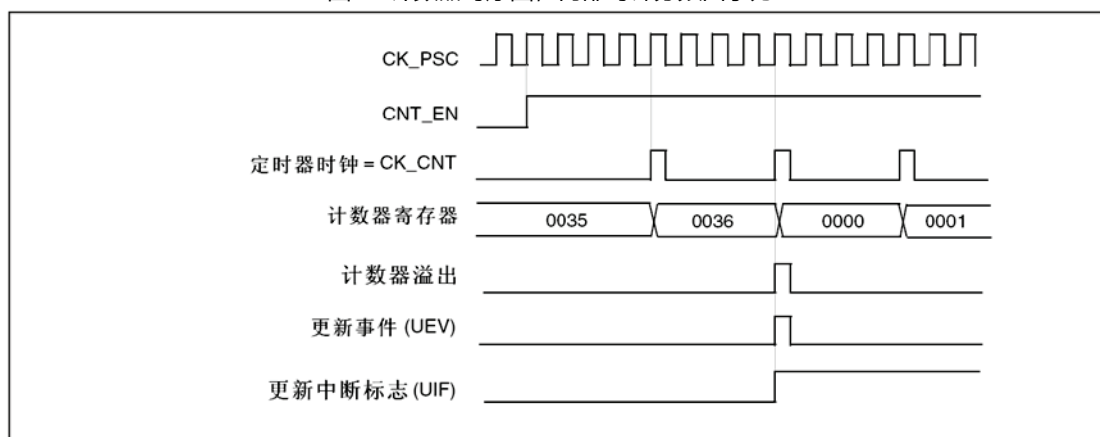 CK_PSC
CNT_EN
定时器时钟 = CK_CNT
计数器寄存器 0035 0036 0000 0001
计数器溢出
更新事件 (UEV)
更新中断标志 (UIF)